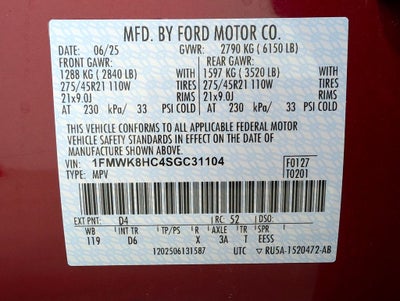 MFD. BY FORD MOTOR CO.
DATE: 06/25 GVWR: 2790 KG ( 6150 LB)
FRONT GAWR: REAR GAWR:
1288 KG ( 2840 LB) 1597 KG ( 3520 LB)
275/45R21 110W TIRES 275/45R21 110W
21x9.0J RIMS 21x9.0J
AT 230 kPa/ 33 PSI COLD AT 230 kPa/ 33 PSI COLD
THIS VEHICLE CONFORMS TO ALL APPLICABLE FEDERAL MOTOR
VEHICLE SAFETY STANDARDS IN EFFECT ON THE DATE OF
MANUFACTURE SHOWN ABOVE.
VIN: 1FMWK8HC4SGC31104 F0127
TYPE: MPV T0201
EXT PNT: D4 RC: 52 DSO:
WB BRK INT TR TP/PS R AXLE TR SPR
119 D6 X 3A T EESS
1202506131587 UTC ▼ RU5A-1520472-AB